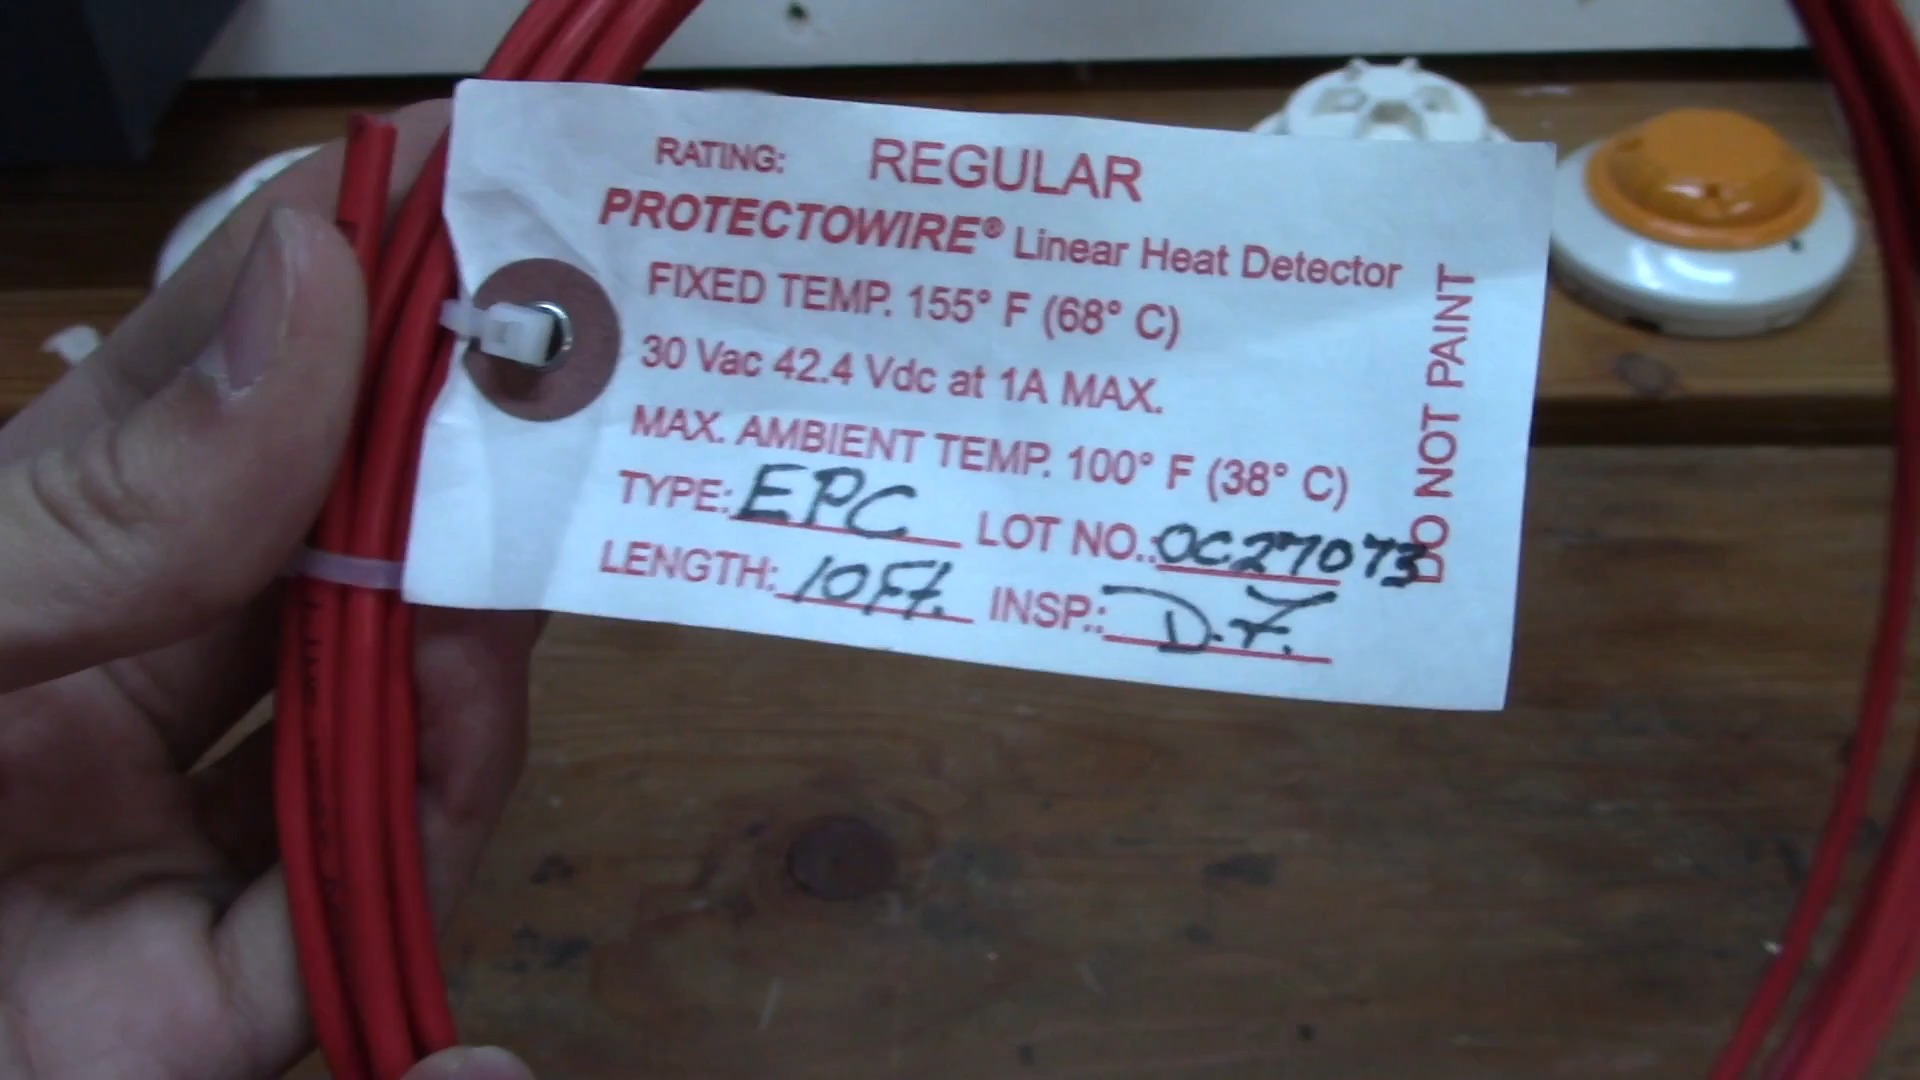 RATING: REGULAR
PROTECTOWIRE® Linear Heat Detector
FIXED TEMP. 155° F (68° C)
30 Vac 42.4 Vdc at 1A MAX.
MAX. AMBIENT TEMP. 100° F (38° C)
TYPE: EPC LOT NO.: OC27073
LENGTH: 10Ft. INSP.: D.F.
DO NOT PAINT